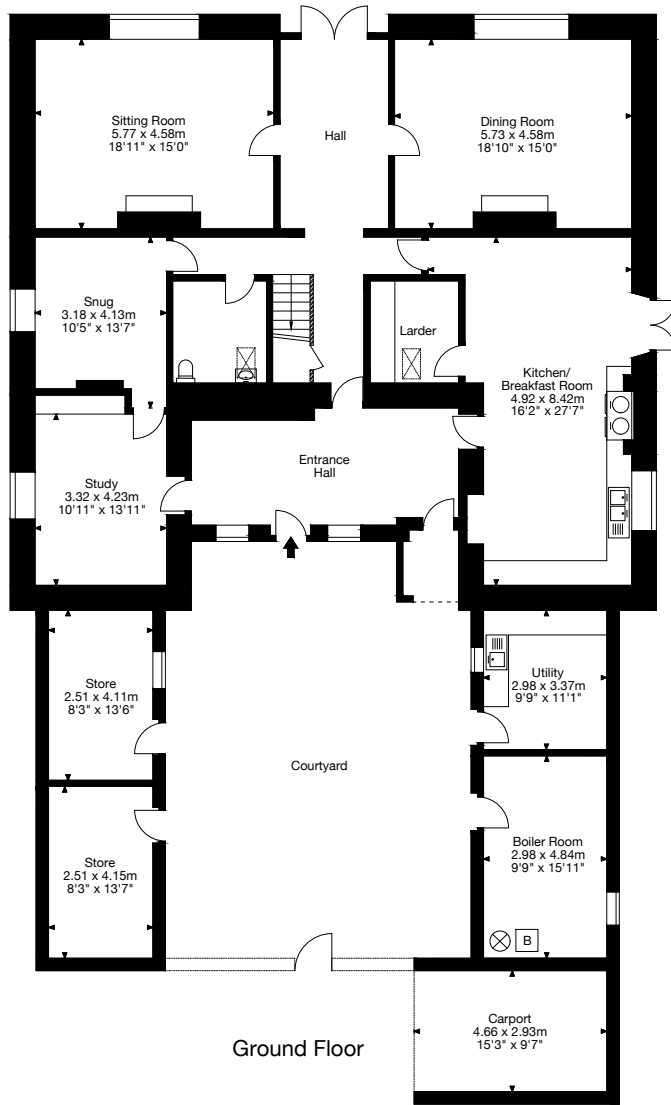 Sitting Room
5.77 x 4.58m
18'11" x 15'0"
Hall
Dining Room
5.73 x 4.58m
18'10" x 15'0"
Snug
3.18 x 4.13m
10'5" x 13'7"
Larder
Kitchen/
Breakfast Room
4.92 x 8.42m
16'2" x 27'7"
Entrance
Hall
Study
3.32 x 4.23m
10'11" x 13'11"
Store
2.51 x 4.11m
8'3" x 13'6"
Utility
2.98 x 3.37m
9'9" x 11'1"
Courtyard
Store
2.51 x 4.15m
8'3" x 13'7"
Boiler Room
2.98 x 4.84m
9'9" x 15'11"
B
Carport
4.66 x 2.93m
15'3" x 9'7"
Ground Floor